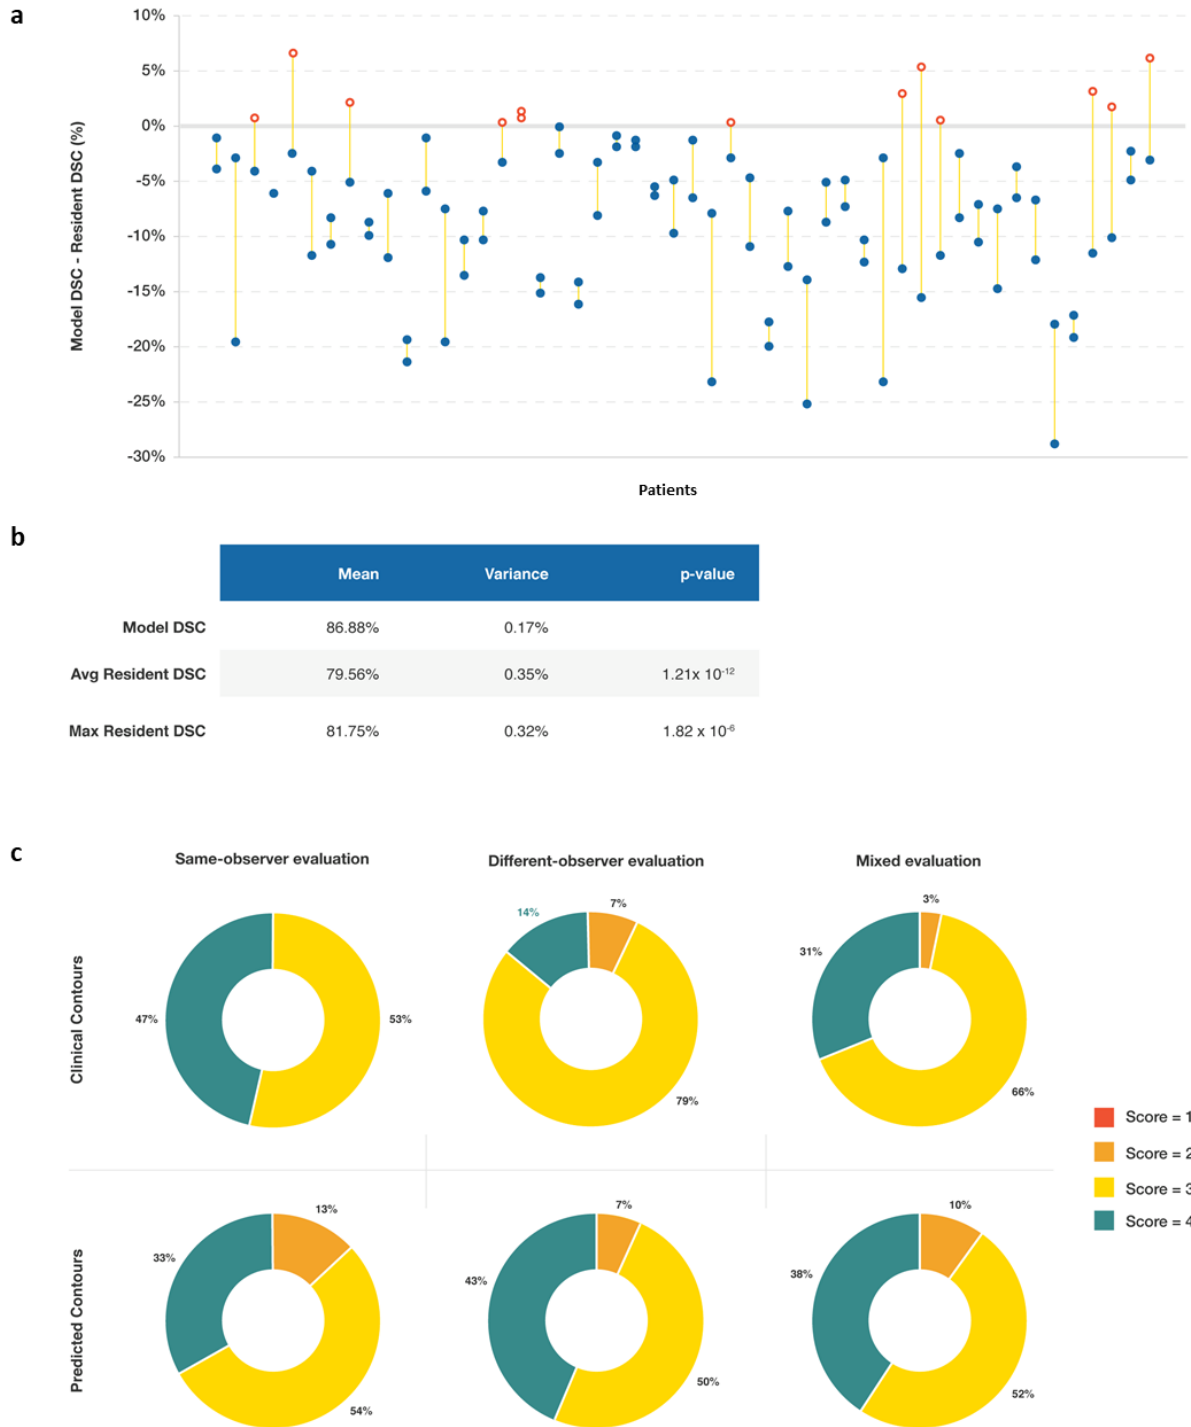 a
Model DSC - Resident DSC (%)
10%
5%
0%
-5%
-10%
-15%
-20%
-25%
-30%
Patients
b
Mean Variance p-value
Model DSC 86.88% 0.17%
Avg Resident DSC 79.56% 0.35% 1.21x 10⁻¹²
Max Resident DSC 81.75% 0.32% 1.82 x 10⁻⁶
c
Same-observer evaluation Different-observer evaluation Mixed evaluation
Clinical Contours
47% 53%
14% 7% 79%
3% 31% 66%
Score = 1
Score = 2
Score = 3
Score = 4
Predicted Contours
13% 33% 54%
7% 43% 50%
10% 38% 52%